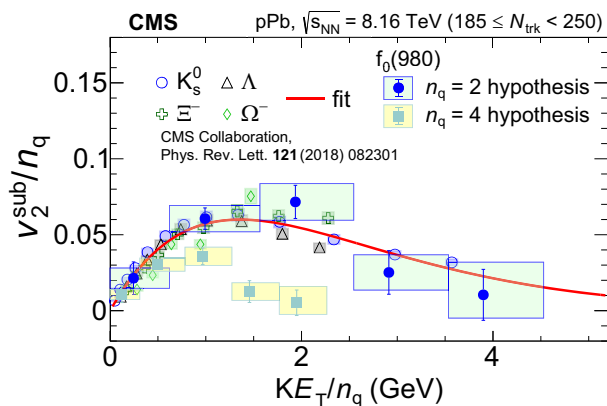 CMS pPb, √sNN = 8.16 TeV (185 ≤ Ntrk < 250)
f0(980)
K0s Λ
Ξ− Ω−
fit
nq = 2 hypothesis
nq = 4 hypothesis
CMS Collaboration,
Phys. Rev. Lett. 121 (2018) 082301
v2sub/nq
0.15
0.1
0.05
0
0 2 4
KET/nq (GeV)